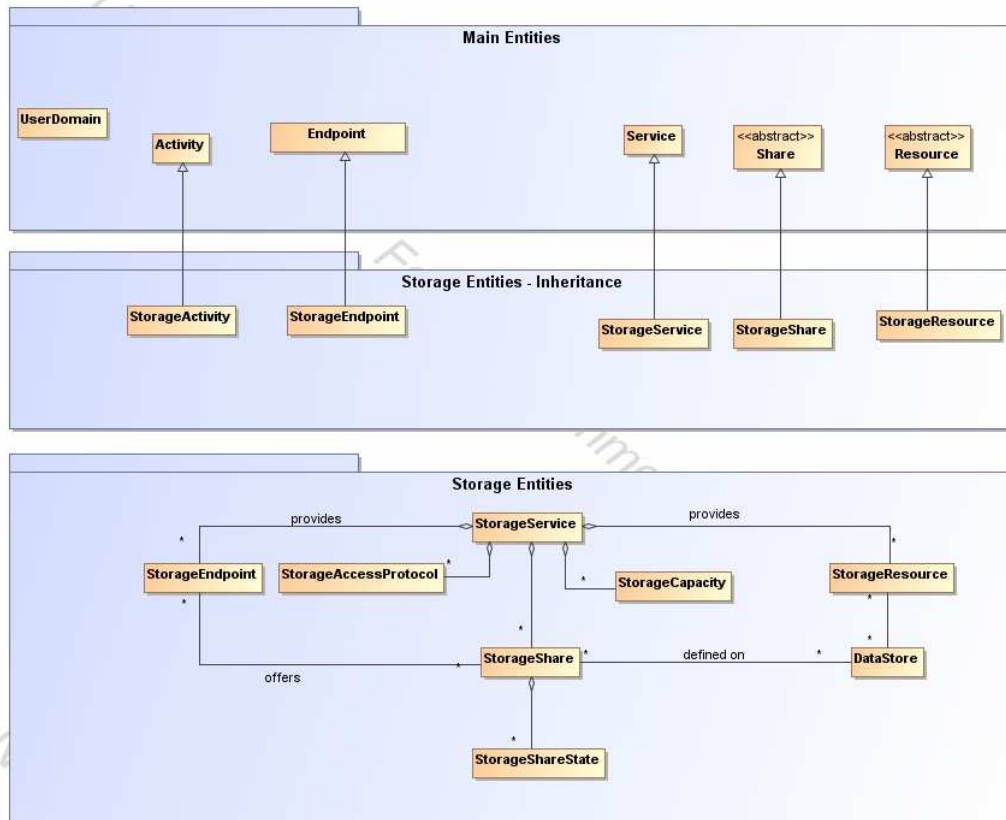 Main Entities
UserDomain
Activity
Endpoint
Service
<<abstract>>
Share
<<abstract>>
Resource
Storage Entities - Inheritance
StorageActivity
StorageEndpoint
StorageService
StorageShare
StorageResource
Storage Entities
provides
StorageService
provides
StorageEndpoint
StorageAccessProtocol
StorageCapacity
StorageResource
*
*
*
*
*
*
*
*
*
*
*
*
offers
StorageShare
defined on
DataStore
*
StorageShareState